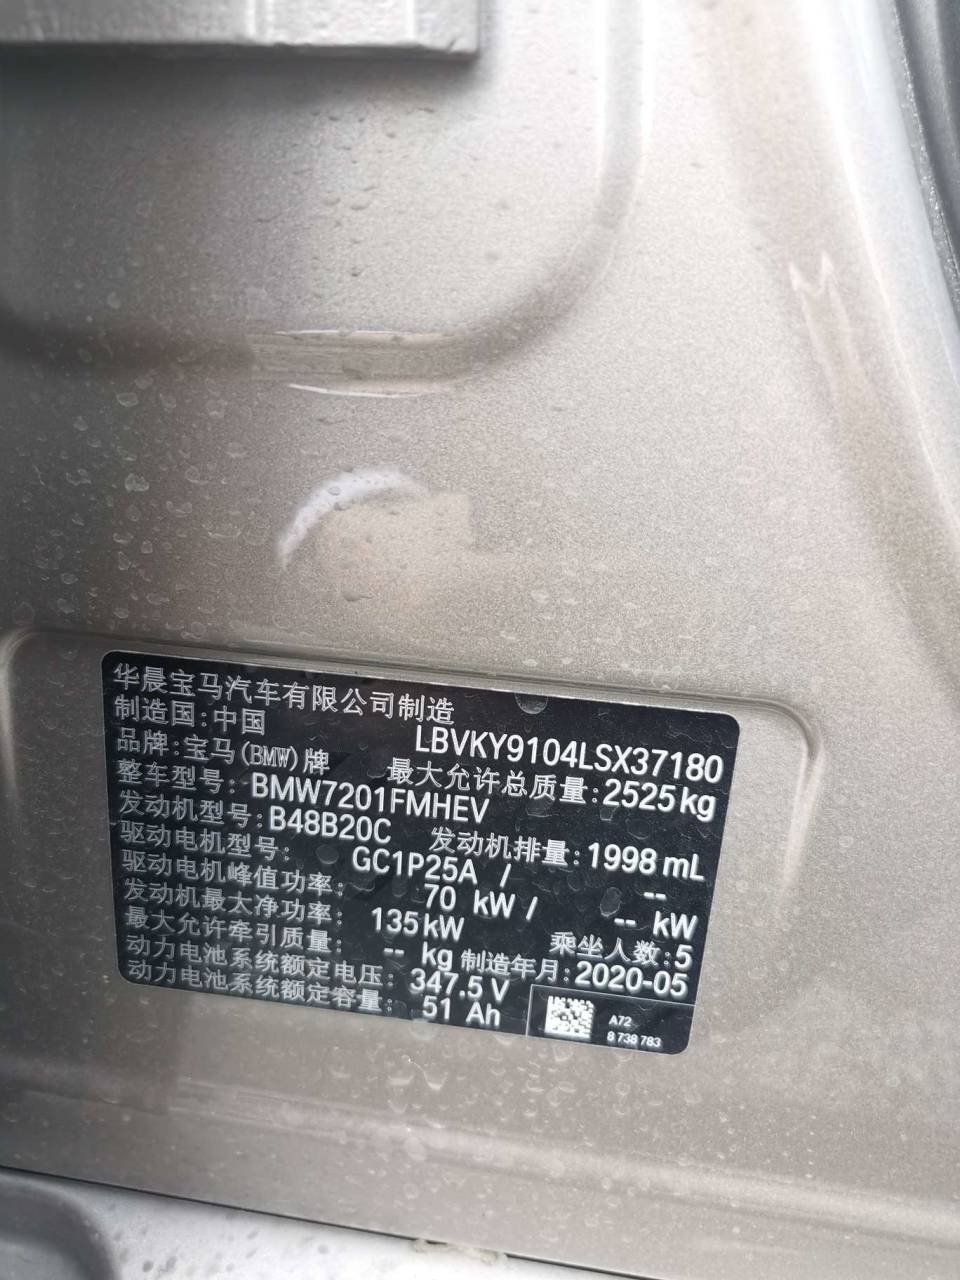 华晨宝马汽车有限公司制造
制造国:中国 LBVKY9104LSX37180
品牌:宝马(BMW)牌 最大允许总质量:2525kg
整车型号:BMW7201FMHEV
发动机型号:B48B20C 发动机排量:1998 mL
驱动电机型号: GC1P25A / --
驱动电机峰值功率: 70 kW / -- kW
发动机最大净功率: 135kW 乘坐人数:5
最大允许牵引质量: -- kg 制造年月:2020-05
动力电池系统额定电压: 347.5 V
动力电池系统额定容量: 51 Ah
A72
8 738 783